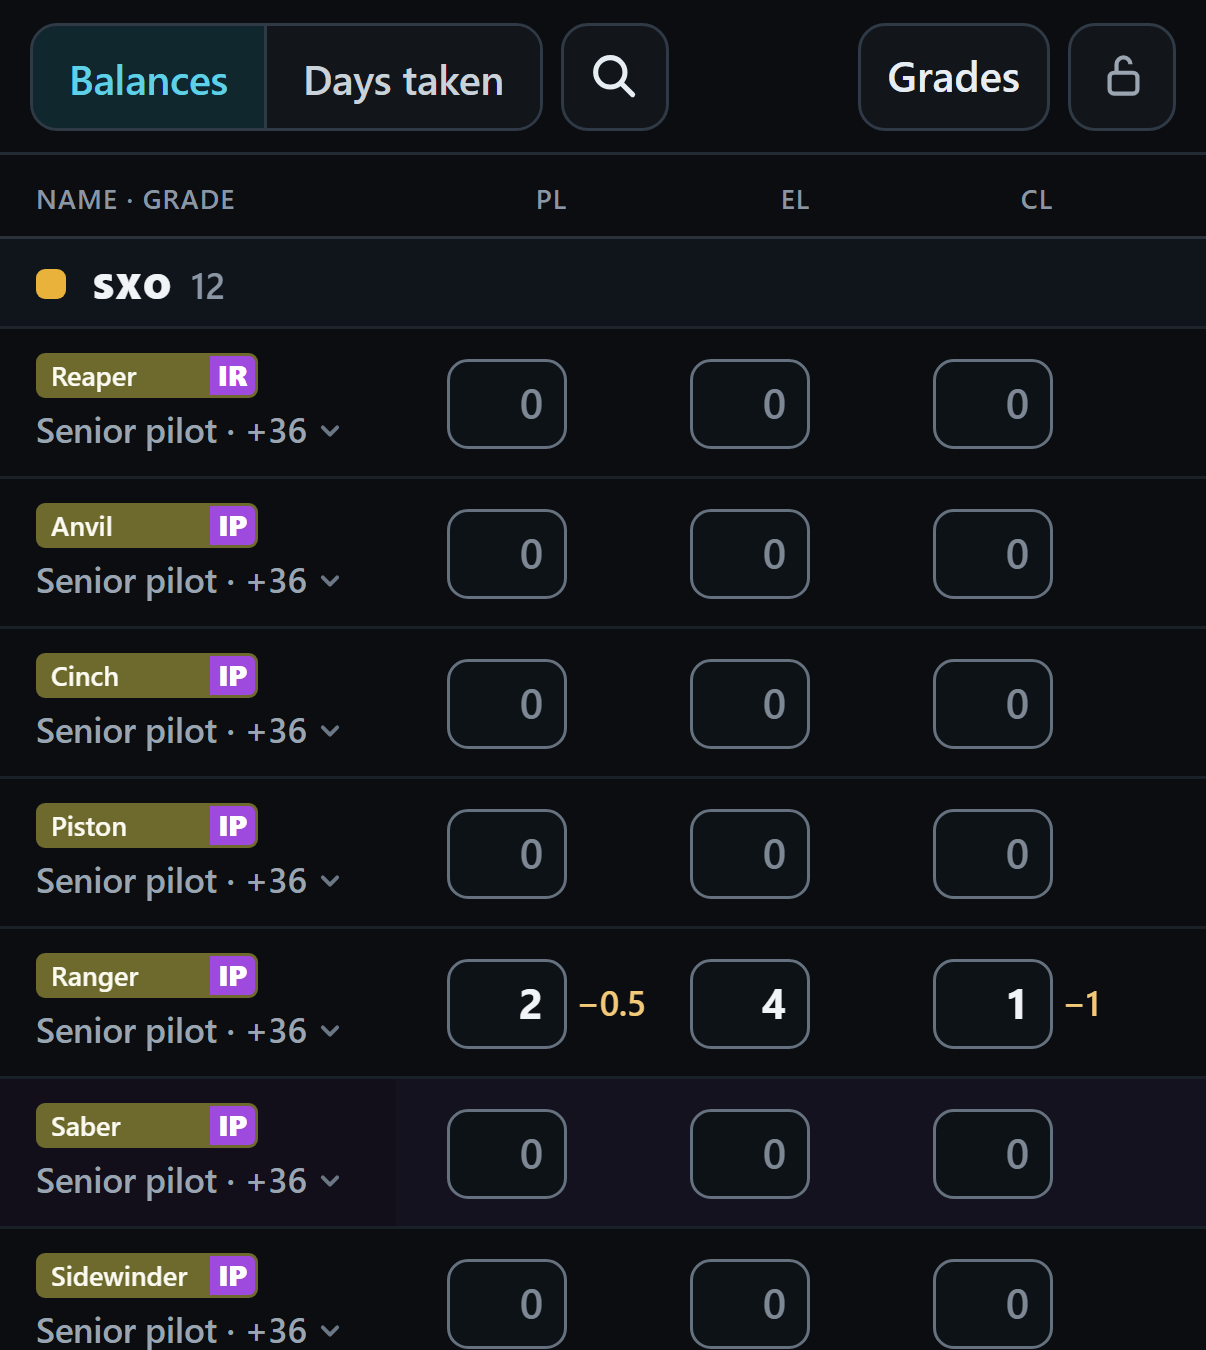 Balances Days taken Grades
NAME · GRADE PL EL CL
SXO 12
Reaper IR
Senior pilot · +36
0 0 0
Anvil IP
Senior pilot · +36
0 0 0
Cinch IP
Senior pilot · +36
0 0 0
Piston IP
Senior pilot · +36
0 0 0
Ranger IP
Senior pilot · +36
2 −0.5 4 1 −1
Saber IP
Senior pilot · +36
0 0 0
Sidewinder IP
Senior pilot · +36
0 0 0